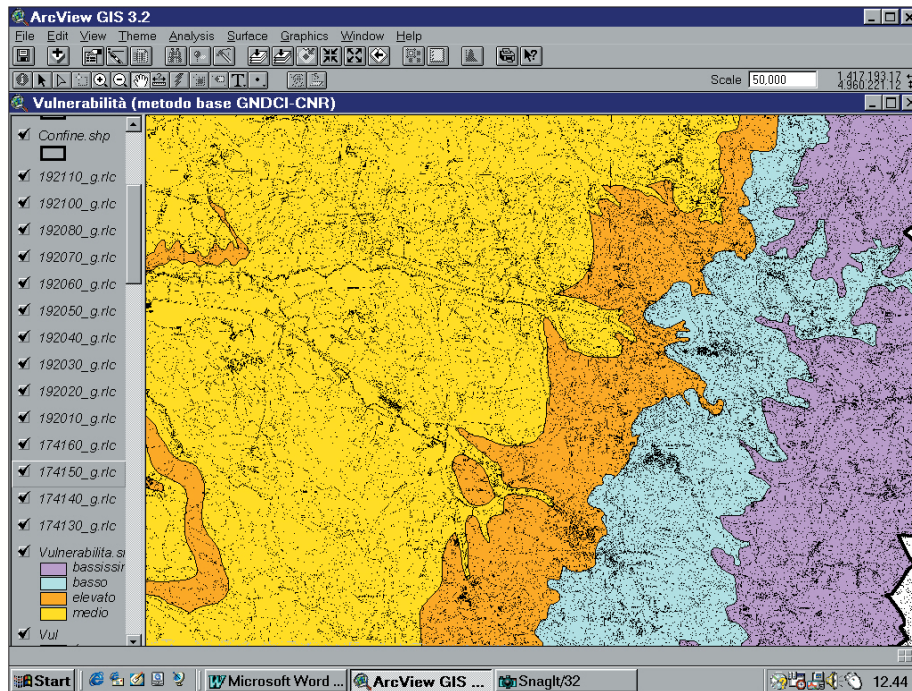 ArcView GIS 3.2
File Edit View Theme Analysis Surface Graphics Window Help
Scale 50,000
1,417,193.17
4,960,221.12
Vulnerabilità (metodo base GNDCI-CNR)
Confine.shp
192110_g.rlc
192100_g.rlc
192080_g.rlc
192070_g.rlc
192060_g.rlc
192050_g.rlc
192040_g.rlc
192030_g.rlc
192020_g.rlc
192010_g.rlc
174160_g.rlc
174150_g.rlc
174140_g.rlc
174130_g.rlc
Vulnerabilita.s
bassissir
basso
elevato
medio
Vul
Start Microsoft Word ... ArcView GIS ... SnagIt/32 12.44